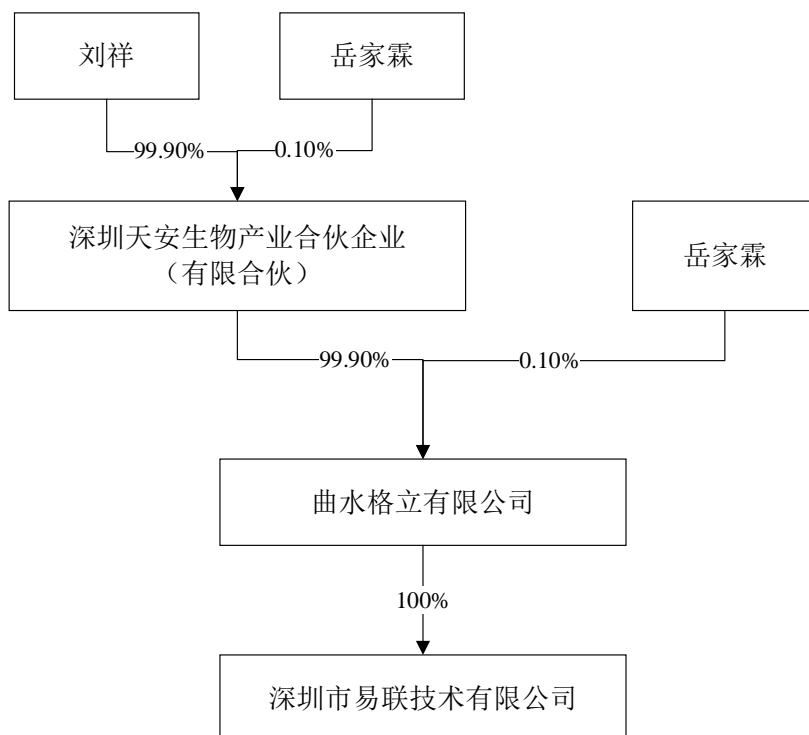 刘祥
岳家霖
99.90%
0.10%
深圳天安生物产业合伙企业
（有限合伙）
岳家霖
99.90%
0.10%
曲水格立有限公司
100%
深圳市易联技术有限公司